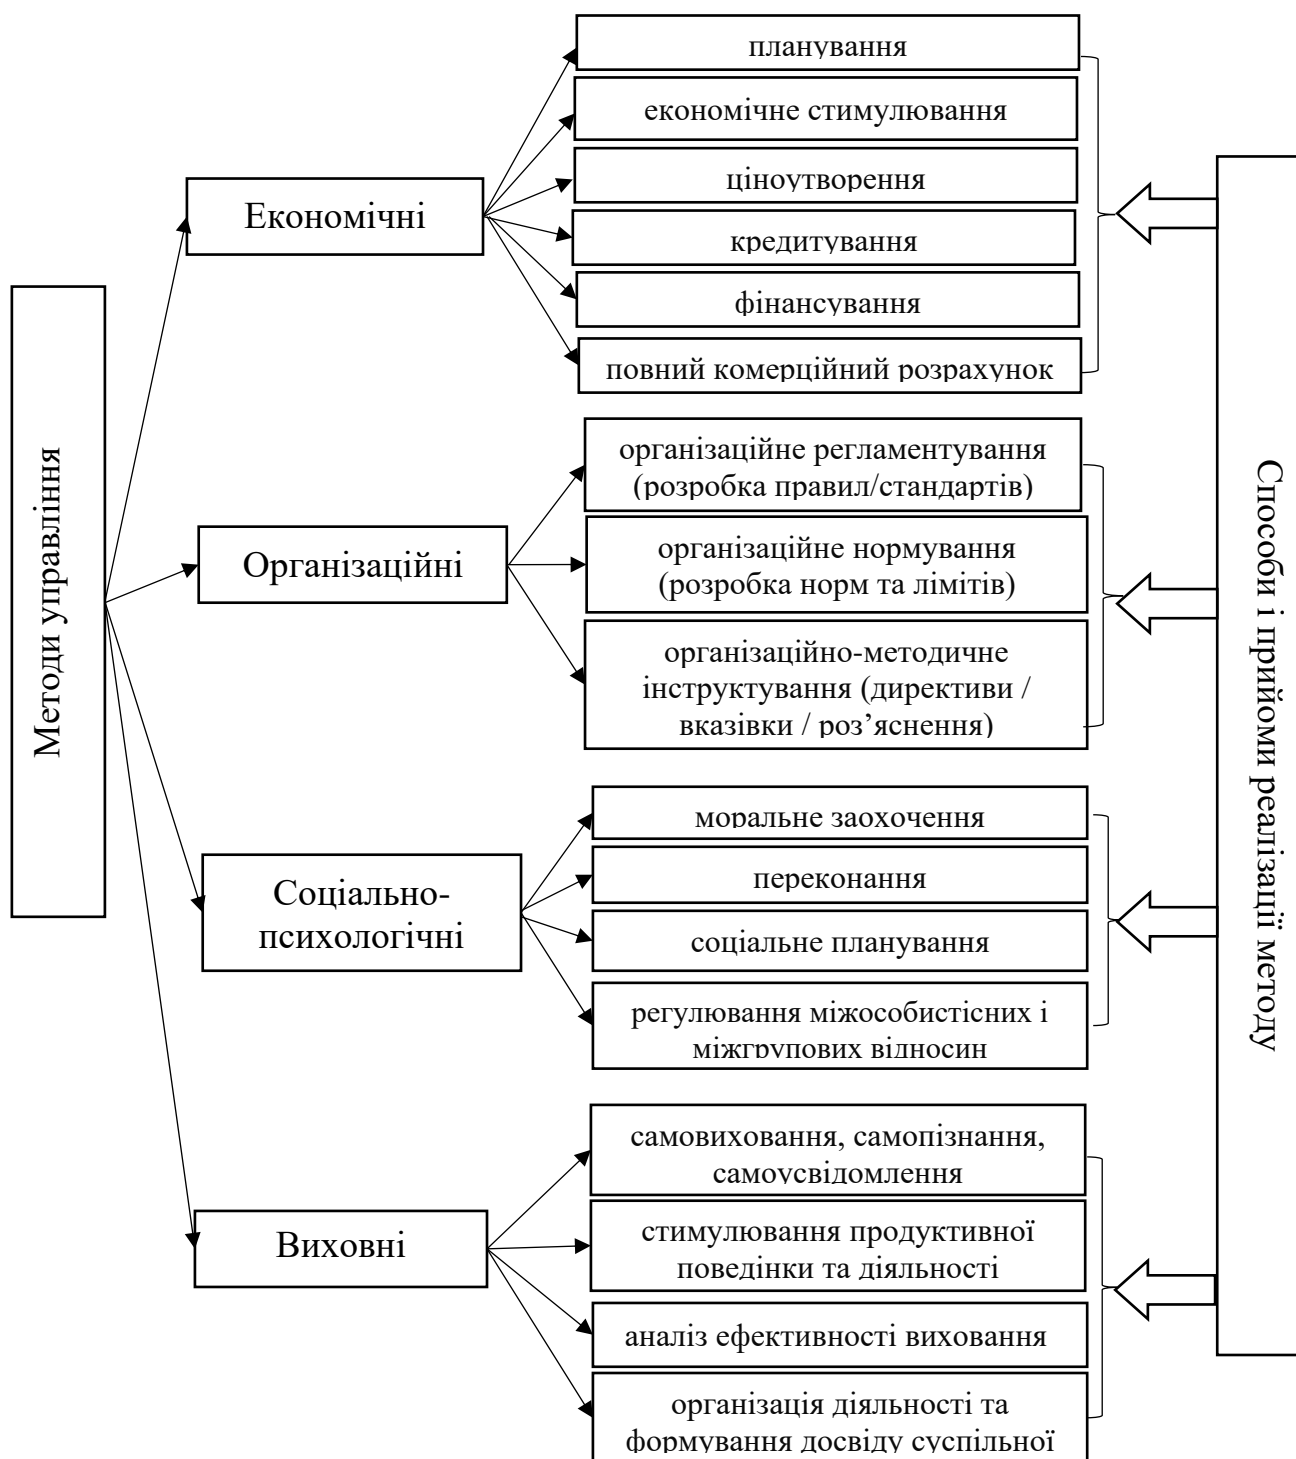 Методи управління
Економічні
планування
економічне стимулювання
ціноутворення
кредитування
фінансування
повний комерційний розрахунок
Організаційні
організаційне регламентування
(розробка правил/стандартів)
організаційне нормування
(розробка норм та лімітів)
організаційно-методичне
інструктування (директиви /
вказівки / роз’яснення)
Соціально-
психологічні
моральне заохочення
переконання
соціальне планування
регулювання міжособистісних і
міжгрупових відносин
Виховні
самовиховання, самопізнання,
самоусвідомлення
стимулювання продуктивної
поведінки та діяльності
аналіз ефективності виховання
організація діяльності та
формування досвіду суспільної
Способи і прийоми реалізації методу